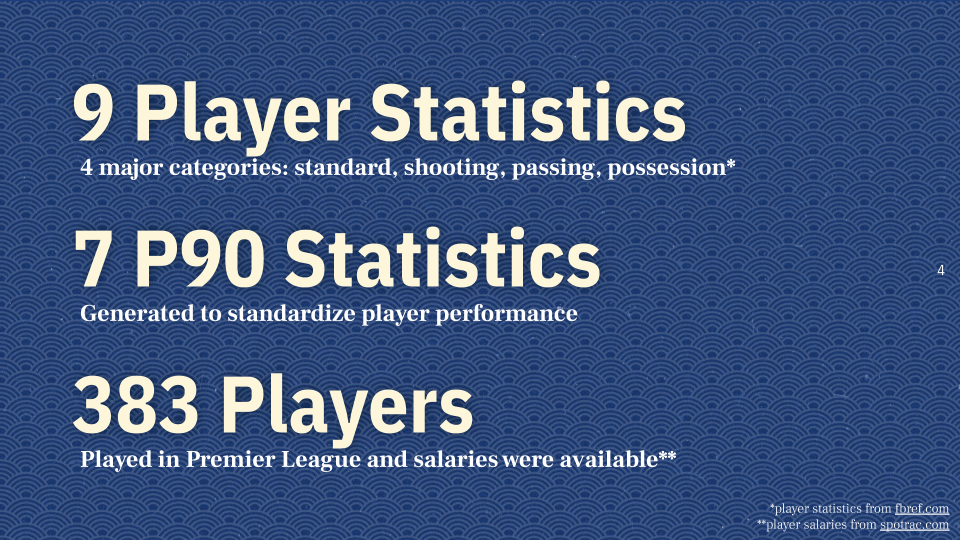 9 Player Statistics
4 major categories: standard, shooting, passing, possession*
7 P90 Statistics
Generated to standardize player performance
4
383 Players
Played in Premier League and salaries were available**
*player statistics from fbref.com
**player salaries from spotrac.com